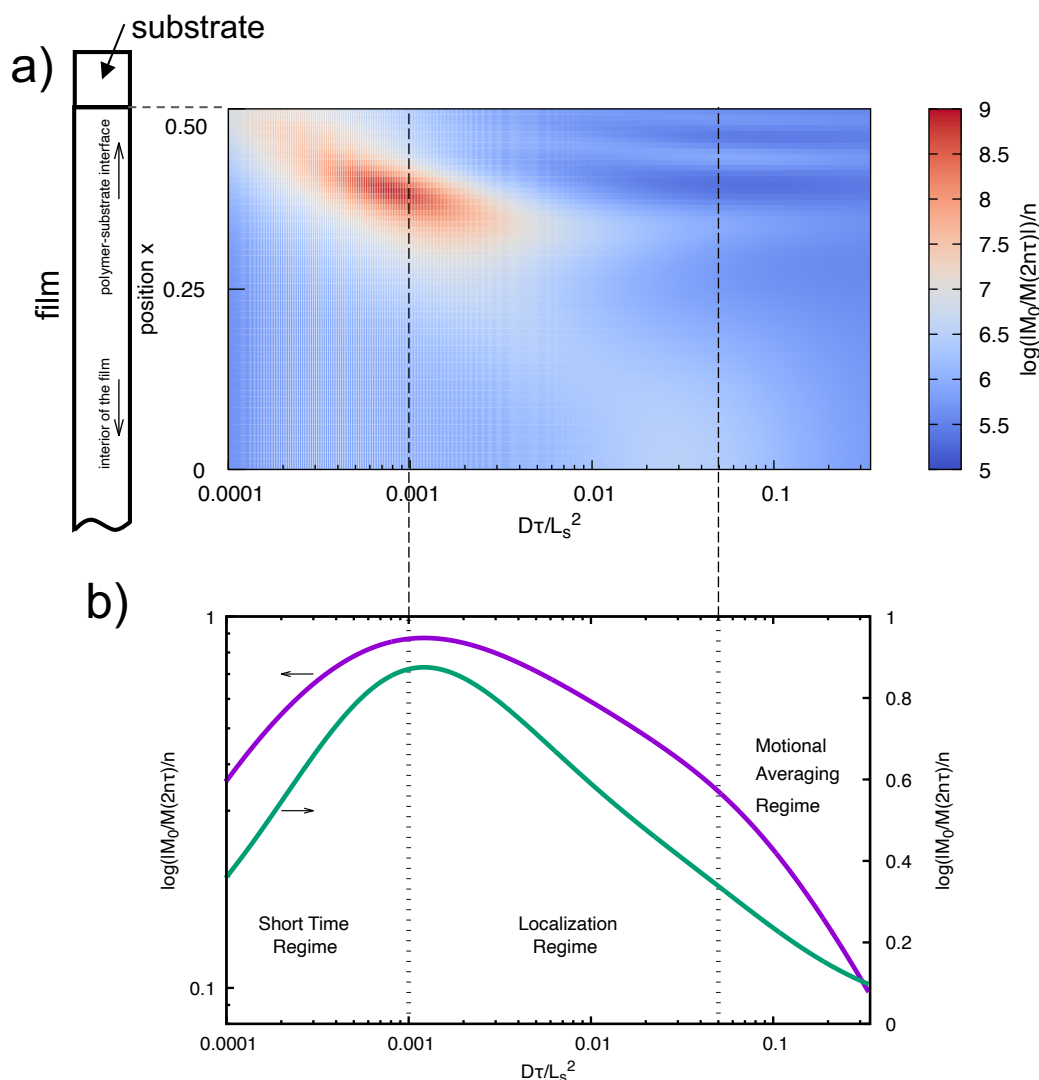 substrate
a)
film
polymer-substrate interface
interior of the film
position x
0.50
0.25
0
0.0001
0.001
0.01
0.1
Dτ/Ls²
9
8.5
8
7.5
7
6.5
6
5.5
5
log(|M₀/M(2nτ)|)/n
b)
1
0.1
log(|M₀/M(2nτ)/n
Short Time
Regime
Localization
Regime
Motional
Averaging
Regime
1
0.8
0.6
0.4
0.2
0
log(|M₀/M(2nτ)/n
0.0001
0.001
0.01
0.1
Dτ/Ls²